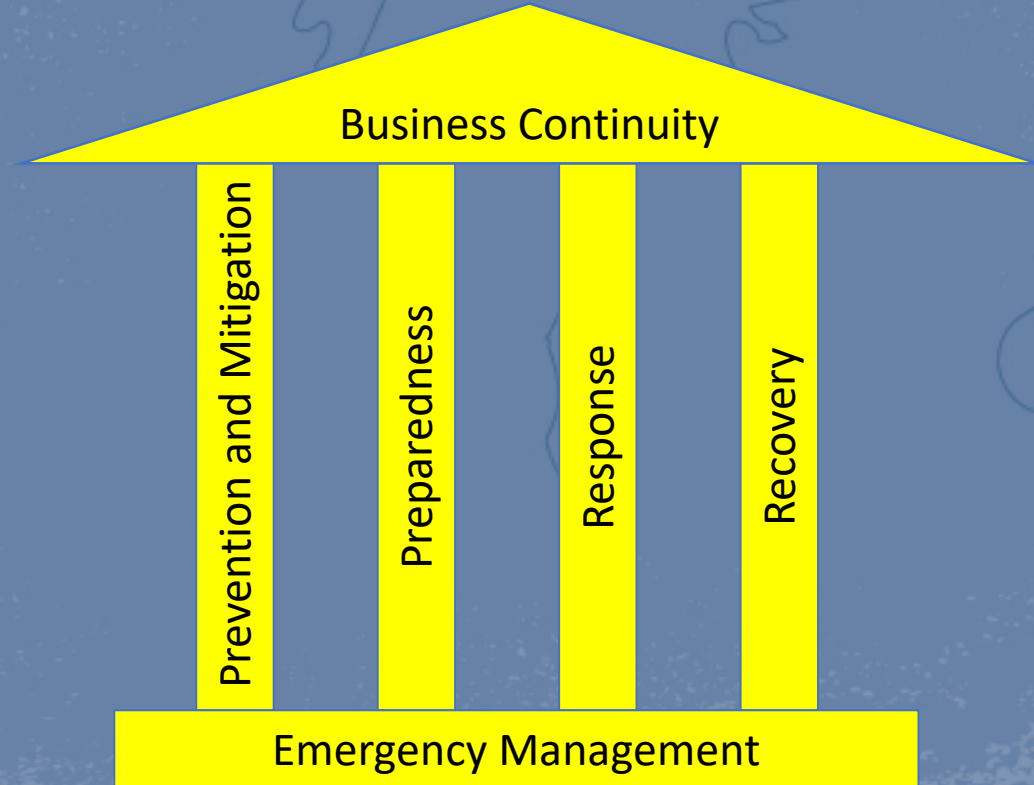 Business Continuity
Prevention and Mitigation
Preparedness
Response
Recovery
Emergency Management